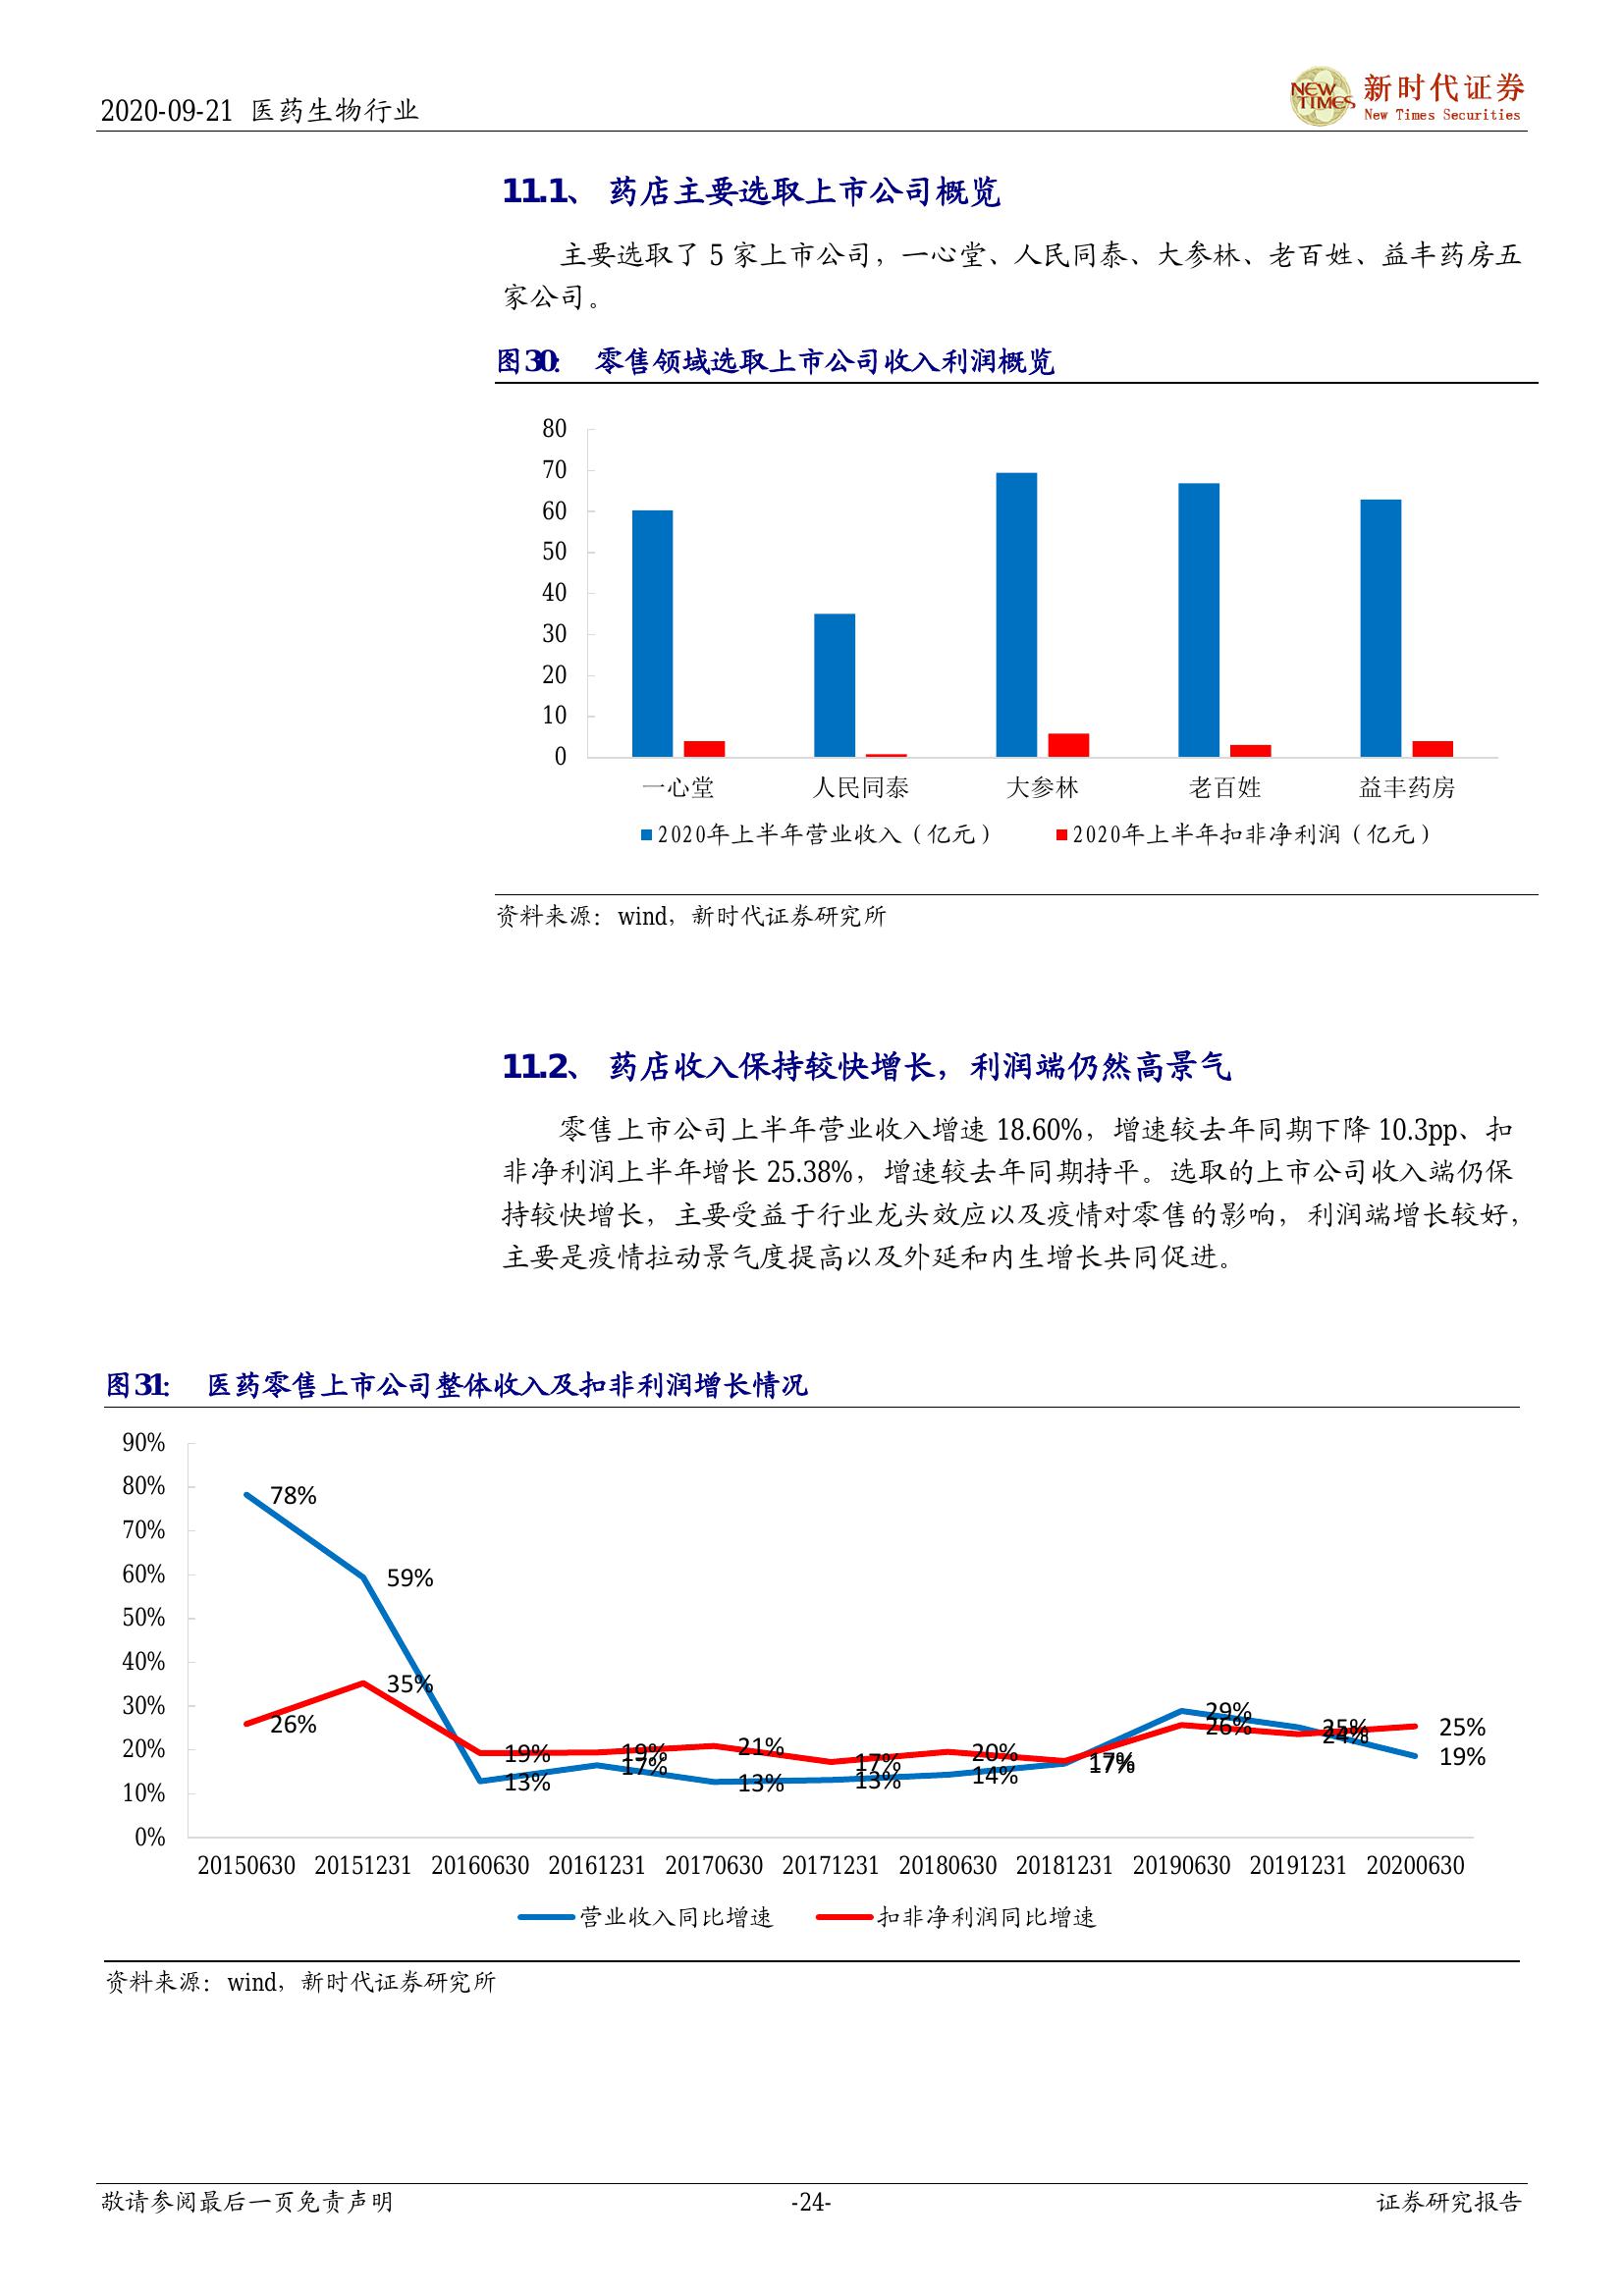 2020-09-21 医药生物行业
NEW TIMES
新时代证券
New Times Securities
11.1、 药店主要选取上市公司概览
主要选取了 5 家上市公司，一心堂、人民同泰、大参林、老百姓、益丰药房五
家公司。
图30： 零售领域选取上市公司收入利润概览
80
70
60
50
40
30
20
10
0
一心堂 人民同泰 大参林 老百姓 益丰药房
2020年上半年营业收入（亿元） 2020年上半年扣非净利润（亿元）
资料来源：wind，新时代证券研究所
11.2、 药店收入保持较快增长，利润端仍然高景气
零售上市公司上半年营业收入增速 18.60%，增速较去年同期下降 10.3pp、扣
非净利润上半年增长 25.38%，增速较去年同期持平。选取的上市公司收入端仍保
持较快增长，主要受益于行业龙头效应以及疫情对零售的影响，利润端增长较好，
主要是疫情拉动景气度提高以及外延和内生增长共同促进。
图31： 医药零售上市公司整体收入及扣非利润增长情况
90%
80%
70%
60%
50%
40%
30%
20%
10%
0%
78% 59% 13% 17% 13% 13% 14% 17% 29% 25% 19%
26% 35% 19% 19% 21% 17% 20% 17% 26% 24% 25%
20150630 20151231 20160630 20161231 20170630 20171231 20180630 20181231 20190630 20191231 20200630
营业收入同比增速 扣非净利润同比增速
资料来源：wind，新时代证券研究所
敬请参阅最后一页免责声明 -24- 证券研究报告